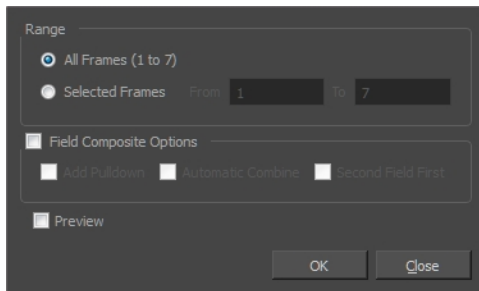 Range
All Frames (1 to 7)
Selected Frames From 1 To 7
Field Composite Options
Add Pulldown Automatic Combine Second Field First
Preview
OK Close